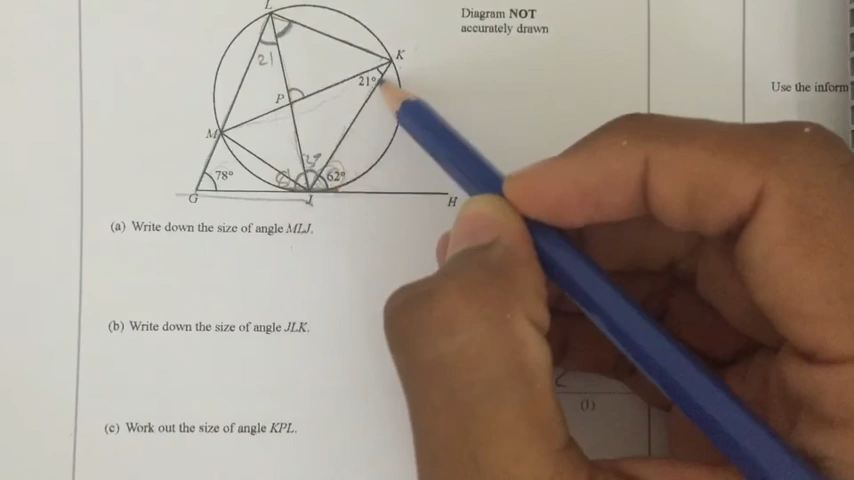 L
Diagram NOT
accurately drawn
K
21
21°
Use the inform
P
M
78°
62°
G
J
H
(a) Write down the size of angle MLJ.
(b) Write down the size of angle JLK.
(1)
(c) Work out the size of angle KPL.